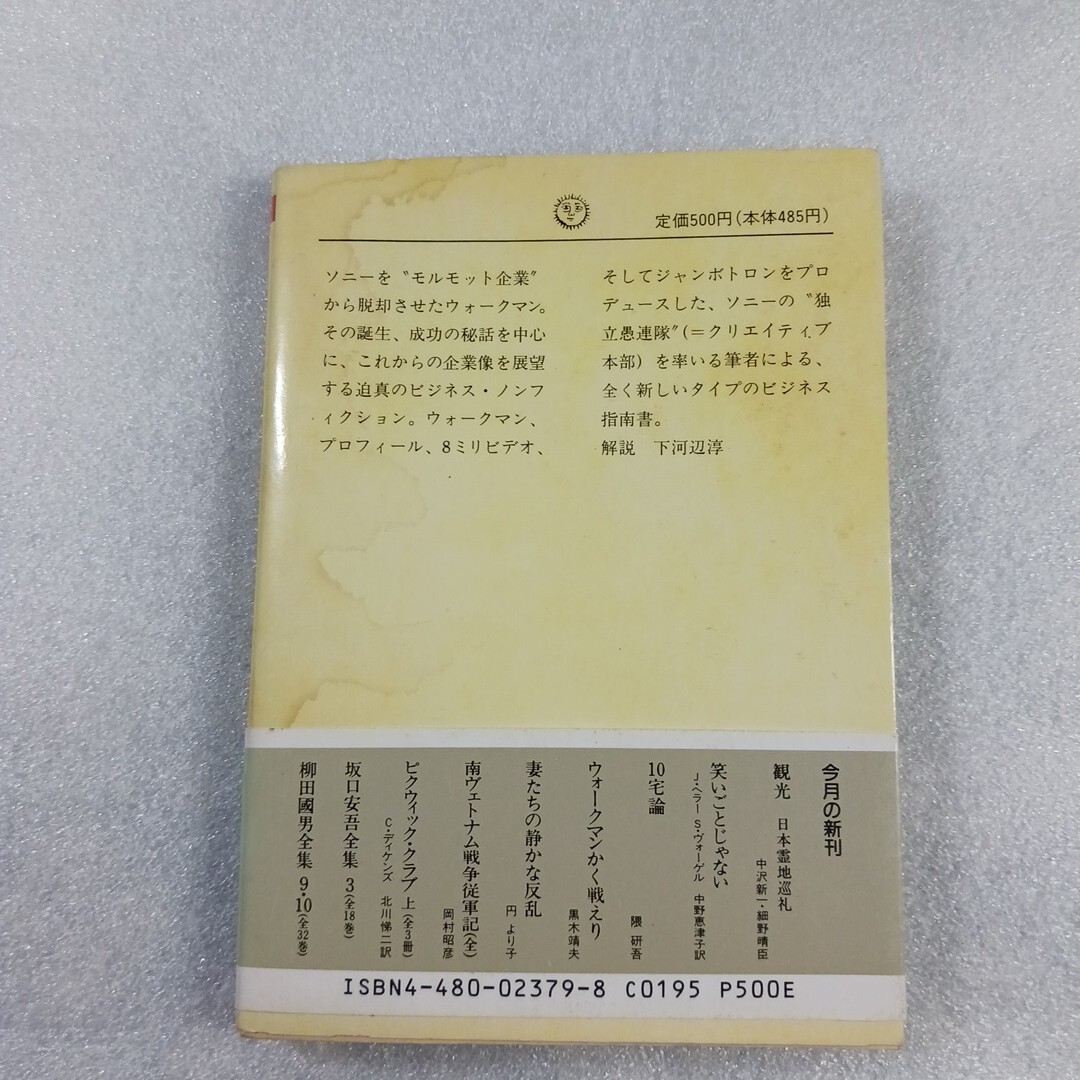 定価500円(本体485円)
ソニーを〝モルモット企業〟
から脱却させたウォークマン。
その誕生、成功の秘話を中心
に、これからの企業像を展望
する迫真のビジネス・ノンフ
ィクション。ウォークマン、
プロフィール、8ミリビデオ、
そしてジャンボトロンをプロ
デュースした、ソニーの〝独
立愚連隊〟(=クリエイティブ
本部)を率いる筆者による、
全く新しいタイプのビジネス
指南書。
解説 下河辺淳
今月の新刊
観光 日本霊地巡礼
中沢新一・細野晴臣
笑いごとじゃない
J・ヘラー S・ヴォーゲル 中野恵津子訳
10宅論
隈 研吾
ウォークマンかく戦えり
黒木靖夫
妻たちの静かな反乱
円 より子
南ヴェトナム戦争従軍記(全)
岡村昭彦
ピクウィック・クラブ 上(全3冊)
C・ディケンズ 北川悌二訳
坂口安吾全集 3(全18巻)
柳田國男全集 9・10(全32巻)
ISBN4-480-02379-8 C0195 P500E